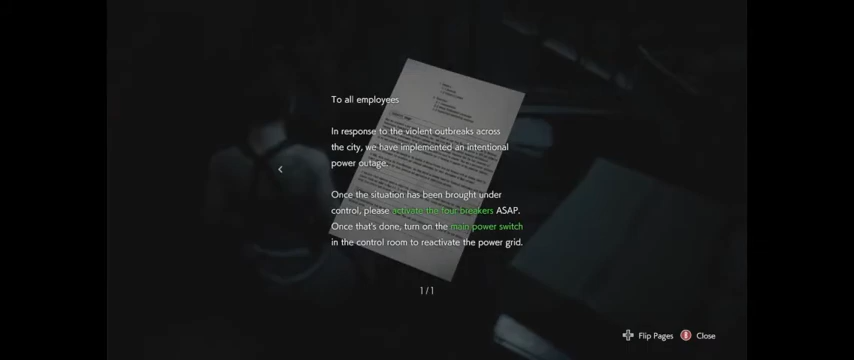 To all employees
In response to the violent outbreaks across
the city, we have implemented an intentional
power outage.
Once the situation has been brought under
control, please activate the four breakers ASAP.
Once that's done, turn on the main power switch
in the control room to reactivate the power grid.
1/1
Flip Pages
Close